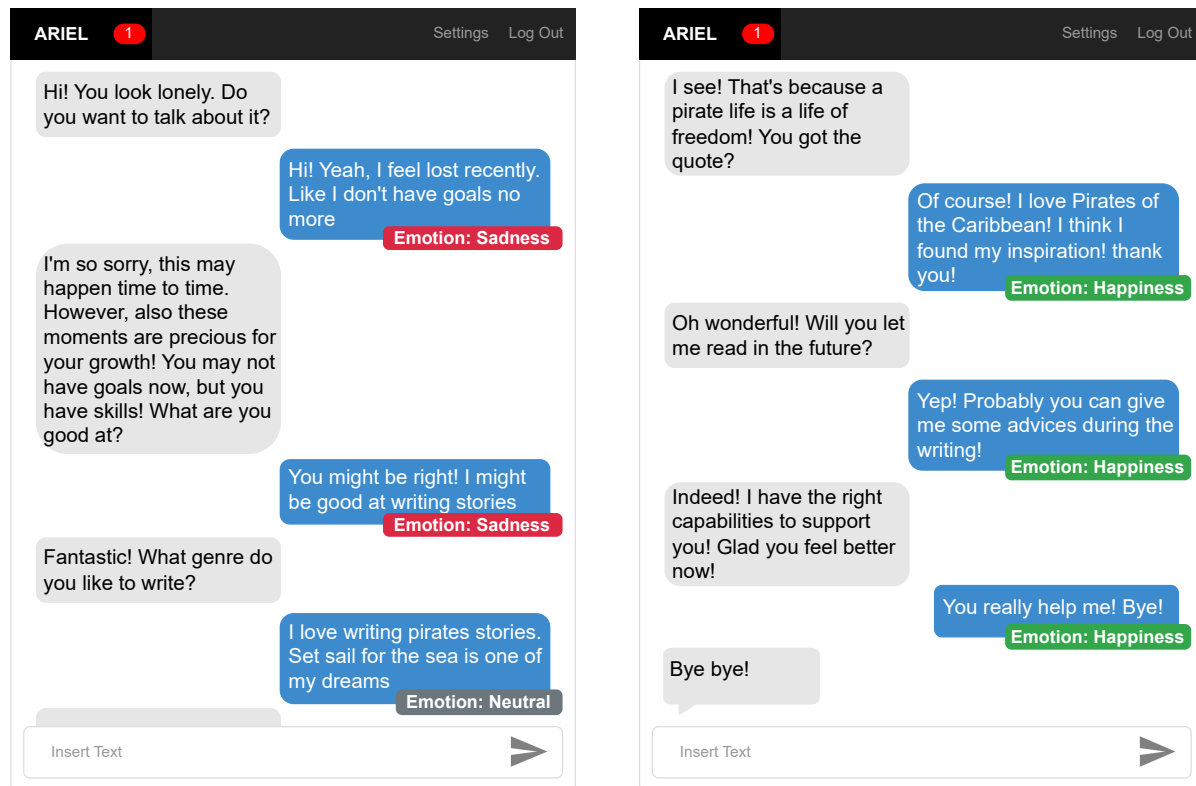 ARIEL 1 Settings Log Out
Hi! You look lonely. Do
you want to talk about it?
Hi! Yeah, I feel lost recently.
Like I don't have goals no
more
Emotion: Sadness
I'm so sorry, this may
happen time to time.
However, also these
moments are precious for
your growth! You may not
have goals now, but you
have skills! What are you
good at?
You might be right! I might
be good at writing stories
Emotion: Sadness
Fantastic! What genre do
you like to write?
I love writing pirates stories.
Set sail for the sea is one of
my dreams
Emotion: Neutral
Insert Text
ARIEL 1 Settings Log Out
I see! That's because a
pirate life is a life of
freedom! You got the
quote?
Of course! I love Pirates of
the Caribbean! I think I
found my inspiration! thank
you!
Emotion: Happiness
Oh wonderful! Will you let
me read in the future?
Yep! Probably you can give
me some advices during the
writing!
Emotion: Happiness
Indeed! I have the right
capabilities to support
you! Glad you feel better
now!
You really help me! Bye!
Emotion: Happiness
Bye bye!
Insert Text